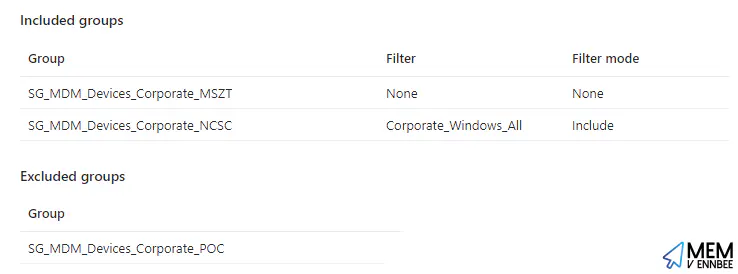 Included groups
Group Filter Filter mode
SG_MDM_Devices_Corporate_MSZT None None
SG_MDM_Devices_Corporate_NCSC Corporate_Windows_All Include
Excluded groups
Group
SG_MDM_Devices_Corporate_POC
MEM
V ENNBEE